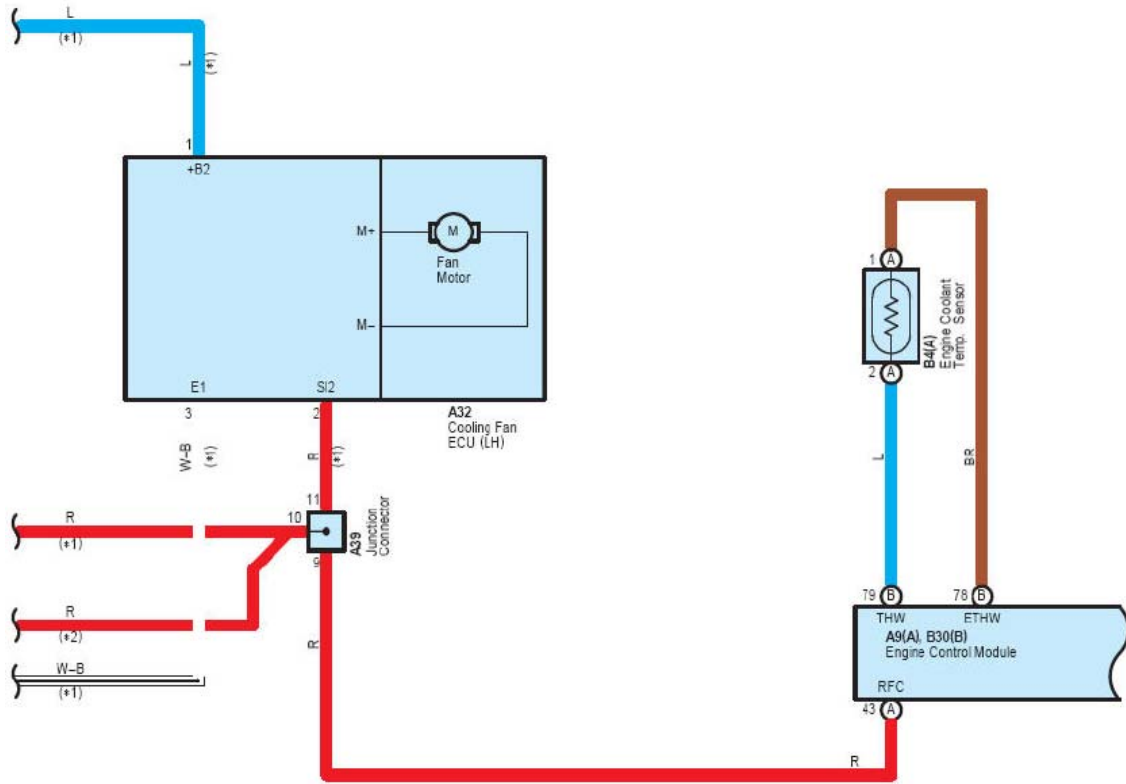 L
(*1)
L
(*1)
1
+B2
M+
M
Fan
Motor
M–
E1
SI2
3
2
A32
Cooling Fan
ECU (LH)
W–B
(*1)
R
(*1)
11
10
A39
Junction
Connector
9
R
(*1)
R
(*2)
W–B
(*1)
R
R
1
A
B4(A)
Engine Coolant
Temp. Sensor
2
A
L
BR
79
B
78
B
THW
ETHW
A9(A), B30(B)
Engine Control Module
RFC
43
A